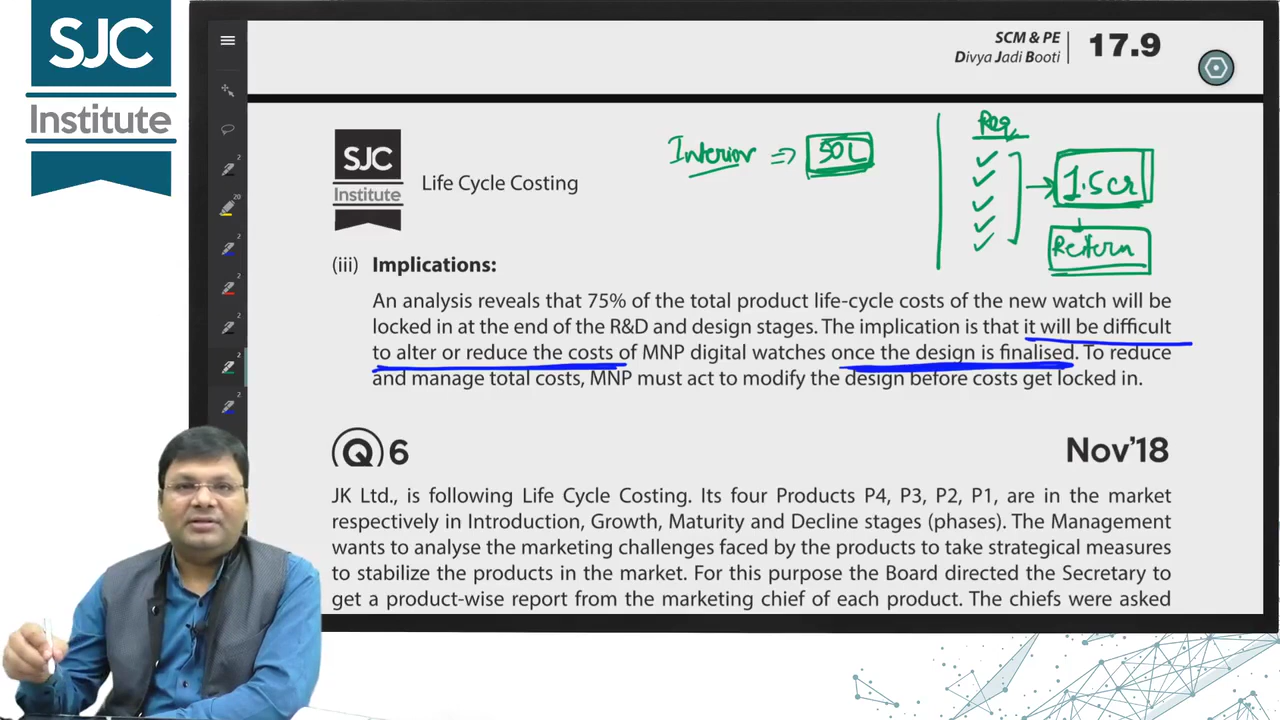 SJC
Institute
SCM & PE
Divya Jadi Booti
17.9
SJC
Institute
Life Cycle Costing
Interior ⇒ 50L
Req
1.5cr
(iii) Implications:
An analysis reveals that 75% of the total product life-cycle costs of the new watch will be
locked in at the end of the R&D and design stages. The implication is that it will be difficult
to alter or reduce the costs of MNP digital watches once the design is finalised. To reduce
and manage total costs, MNP must act to modify the design before costs get locked in.
Q 6
Nov'18
JK Ltd., is following Life Cycle Costing. Its four Products P4, P3, P2, P1, are in the market
respectively in Introduction, Growth, Maturity and Decline stages (phases). The Management
wants to analyse the marketing challenges faced by the products to take strategical measures
to stabilize the products in the market. For this purpose the Board directed the Secretary to
get a product-wise report from the marketing chief of each product. The chiefs were asked